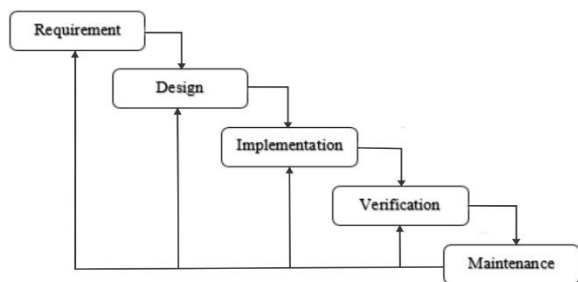 Requirement
Design
Implementation
Verification
Maintenance